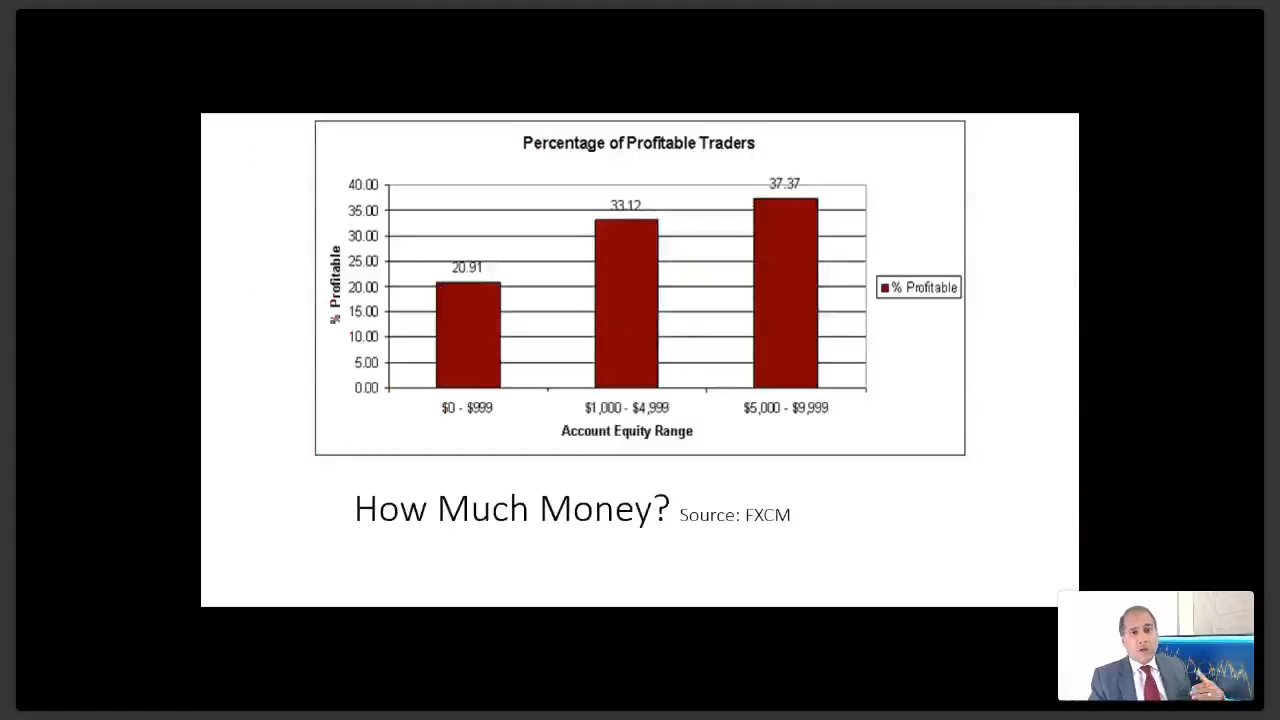 Percentage of Profitable Traders
40.00
35.00
30.00
25.00
20.00
15.00
10.00
5.00
0.00
% Profitable
20.91
33.12
37.37
$0 - $999
$1,000 - $4,999
$5,000 - $9,999
Account Equity Range
% Profitable
How Much Money? Source: FXCM